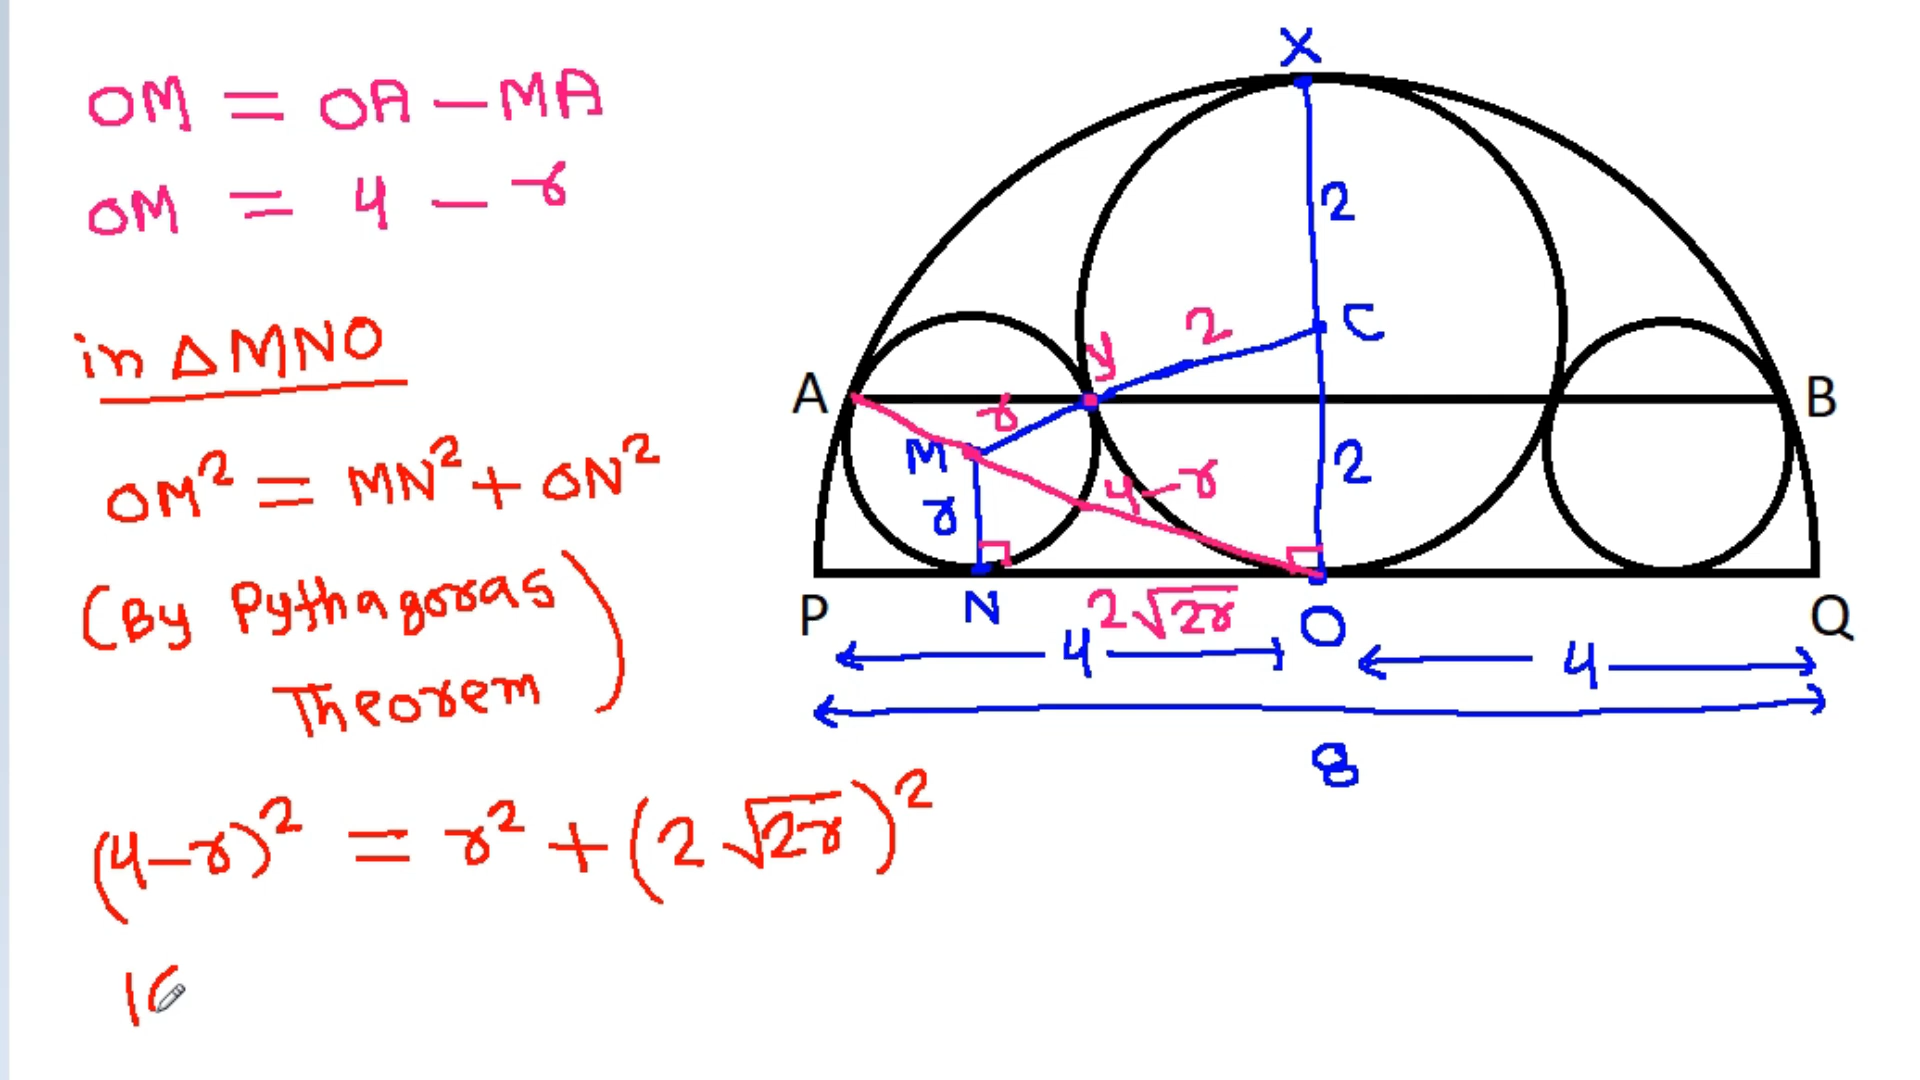 OM = OA - MA
OM = 4 - r
in △MNO
OM² = MN² + ON²
(By Pythagoras
Theorem)
(4-r)² = r² + (2√2r)²
16
X
2
C
2
y
A
r
B
M
2
4-r
r
P
N
2√2r
O
Q
4
4
8